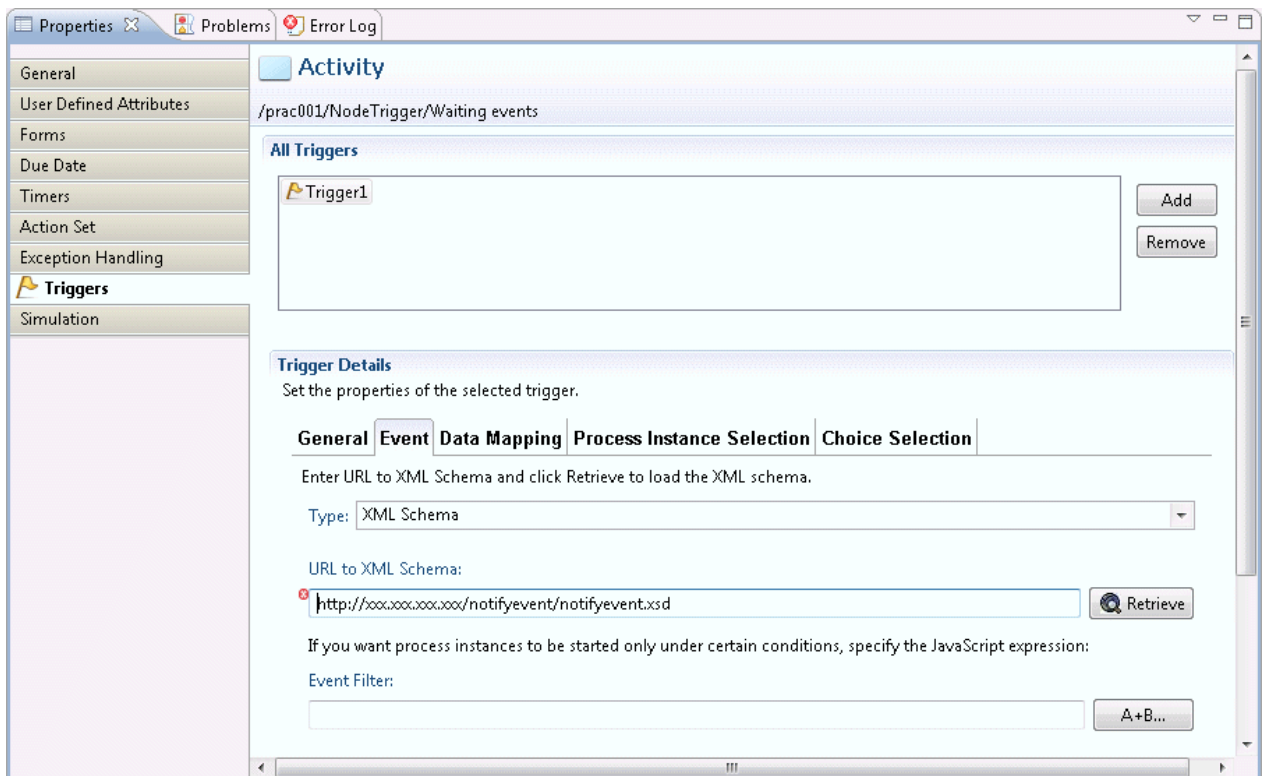 Properties Problems Error Log
General
User Defined Attributes
Forms
Due Date
Timers
Action Set
Exception Handling
Triggers
Simulation
Activity
/prac001/NodeTrigger/Waiting events
All Triggers
Trigger1
Add
Remove
Trigger Details
Set the properties of the selected trigger.
General Event Data Mapping Process Instance Selection Choice Selection
Enter URL to XML Schema and click Retrieve to load the XML schema.
Type: XML Schema
URL to XML Schema:
http://xxx.xxx.xxx.xxx/notifyevent/notifyevent.xsd Retrieve
If you want process instances to be started only under certain conditions, specify the JavaScript expression:
Event Filter:
A+B...